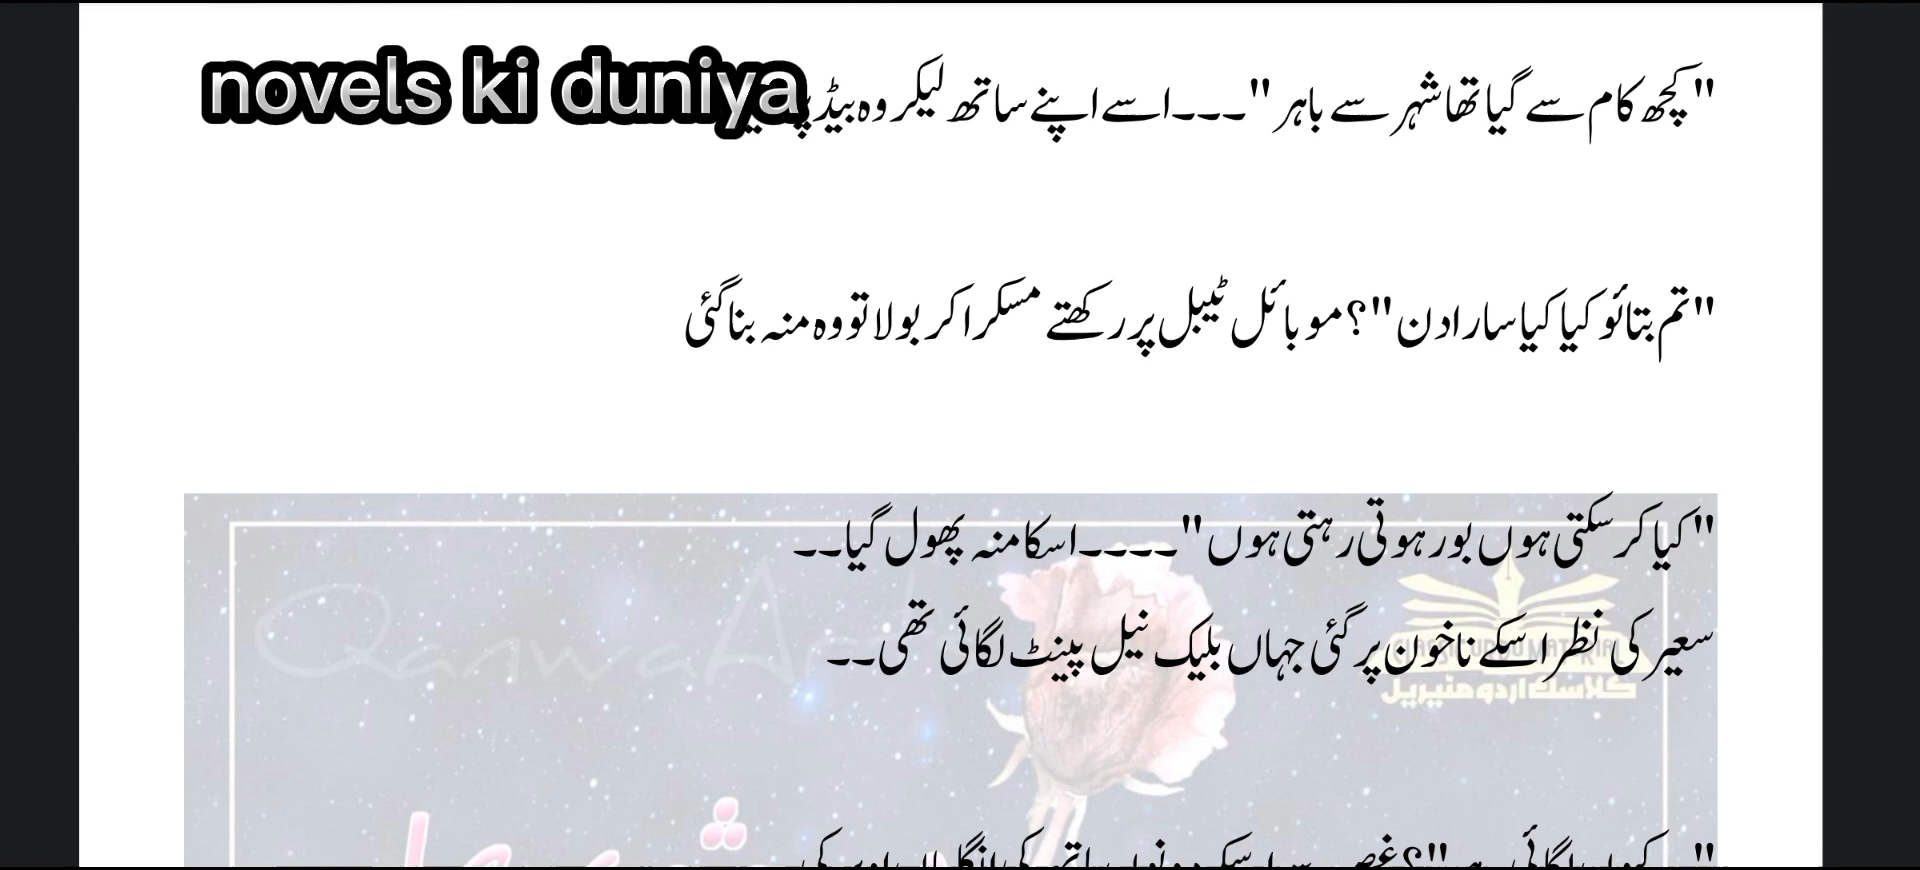 novels ki duniya
"کچھ کام سے گیا تھا شہر سے باہر"۔۔۔اسے اپنے ساتھ لیکر وہ بیڈ
"تم بتائو کیا کیا سارا دن"؟ موبائل ٹیبل پر رکھتے مسکرا کر بولا تو وہ منہ بنا گئی
"کیا کر سکتی ہوں بور ہوتی رہتی ہوں"۔۔۔۔اسکا منہ پھول گیا۔۔
سعیر کی نظر اسکے ناخون پر گئی جہاں بلیک نیل پینٹ لگائی تھی۔۔
کلاسک اردو مٹیریل